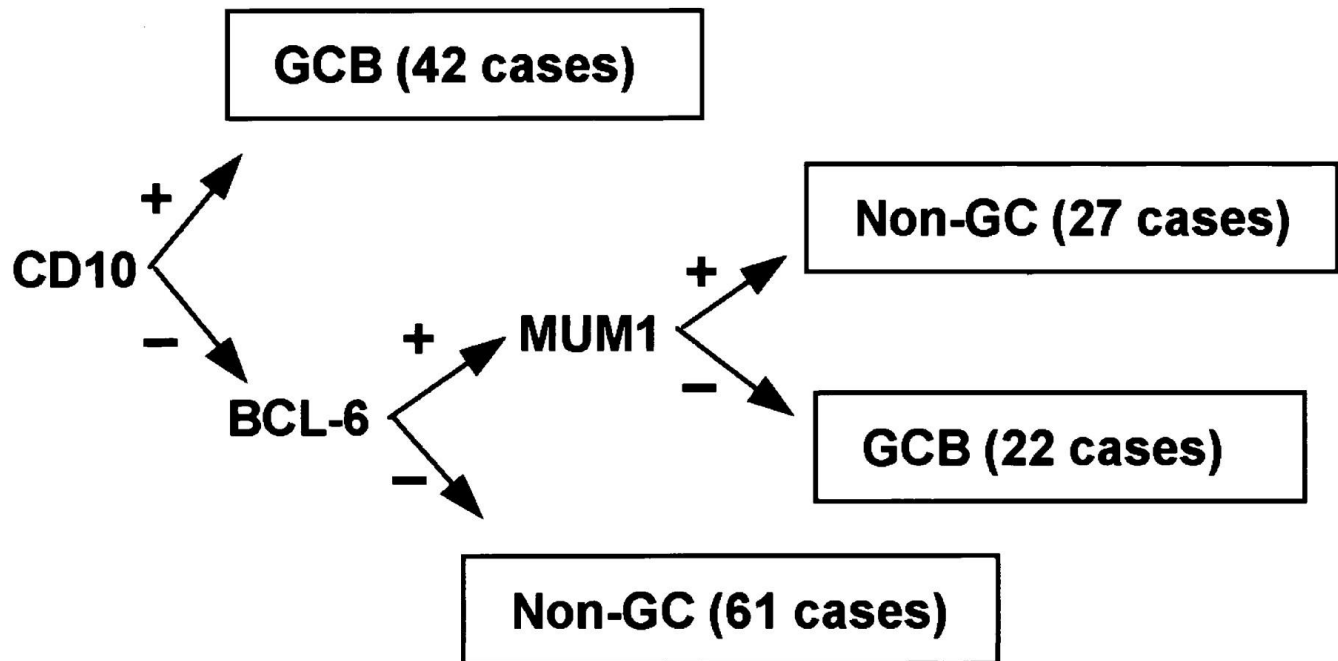 GCB (42 cases)
+
Non-GC (27 cases)
CD10
+
+
MUM1
−
−
BCL-6
GCB (22 cases)
−
Non-GC (61 cases)